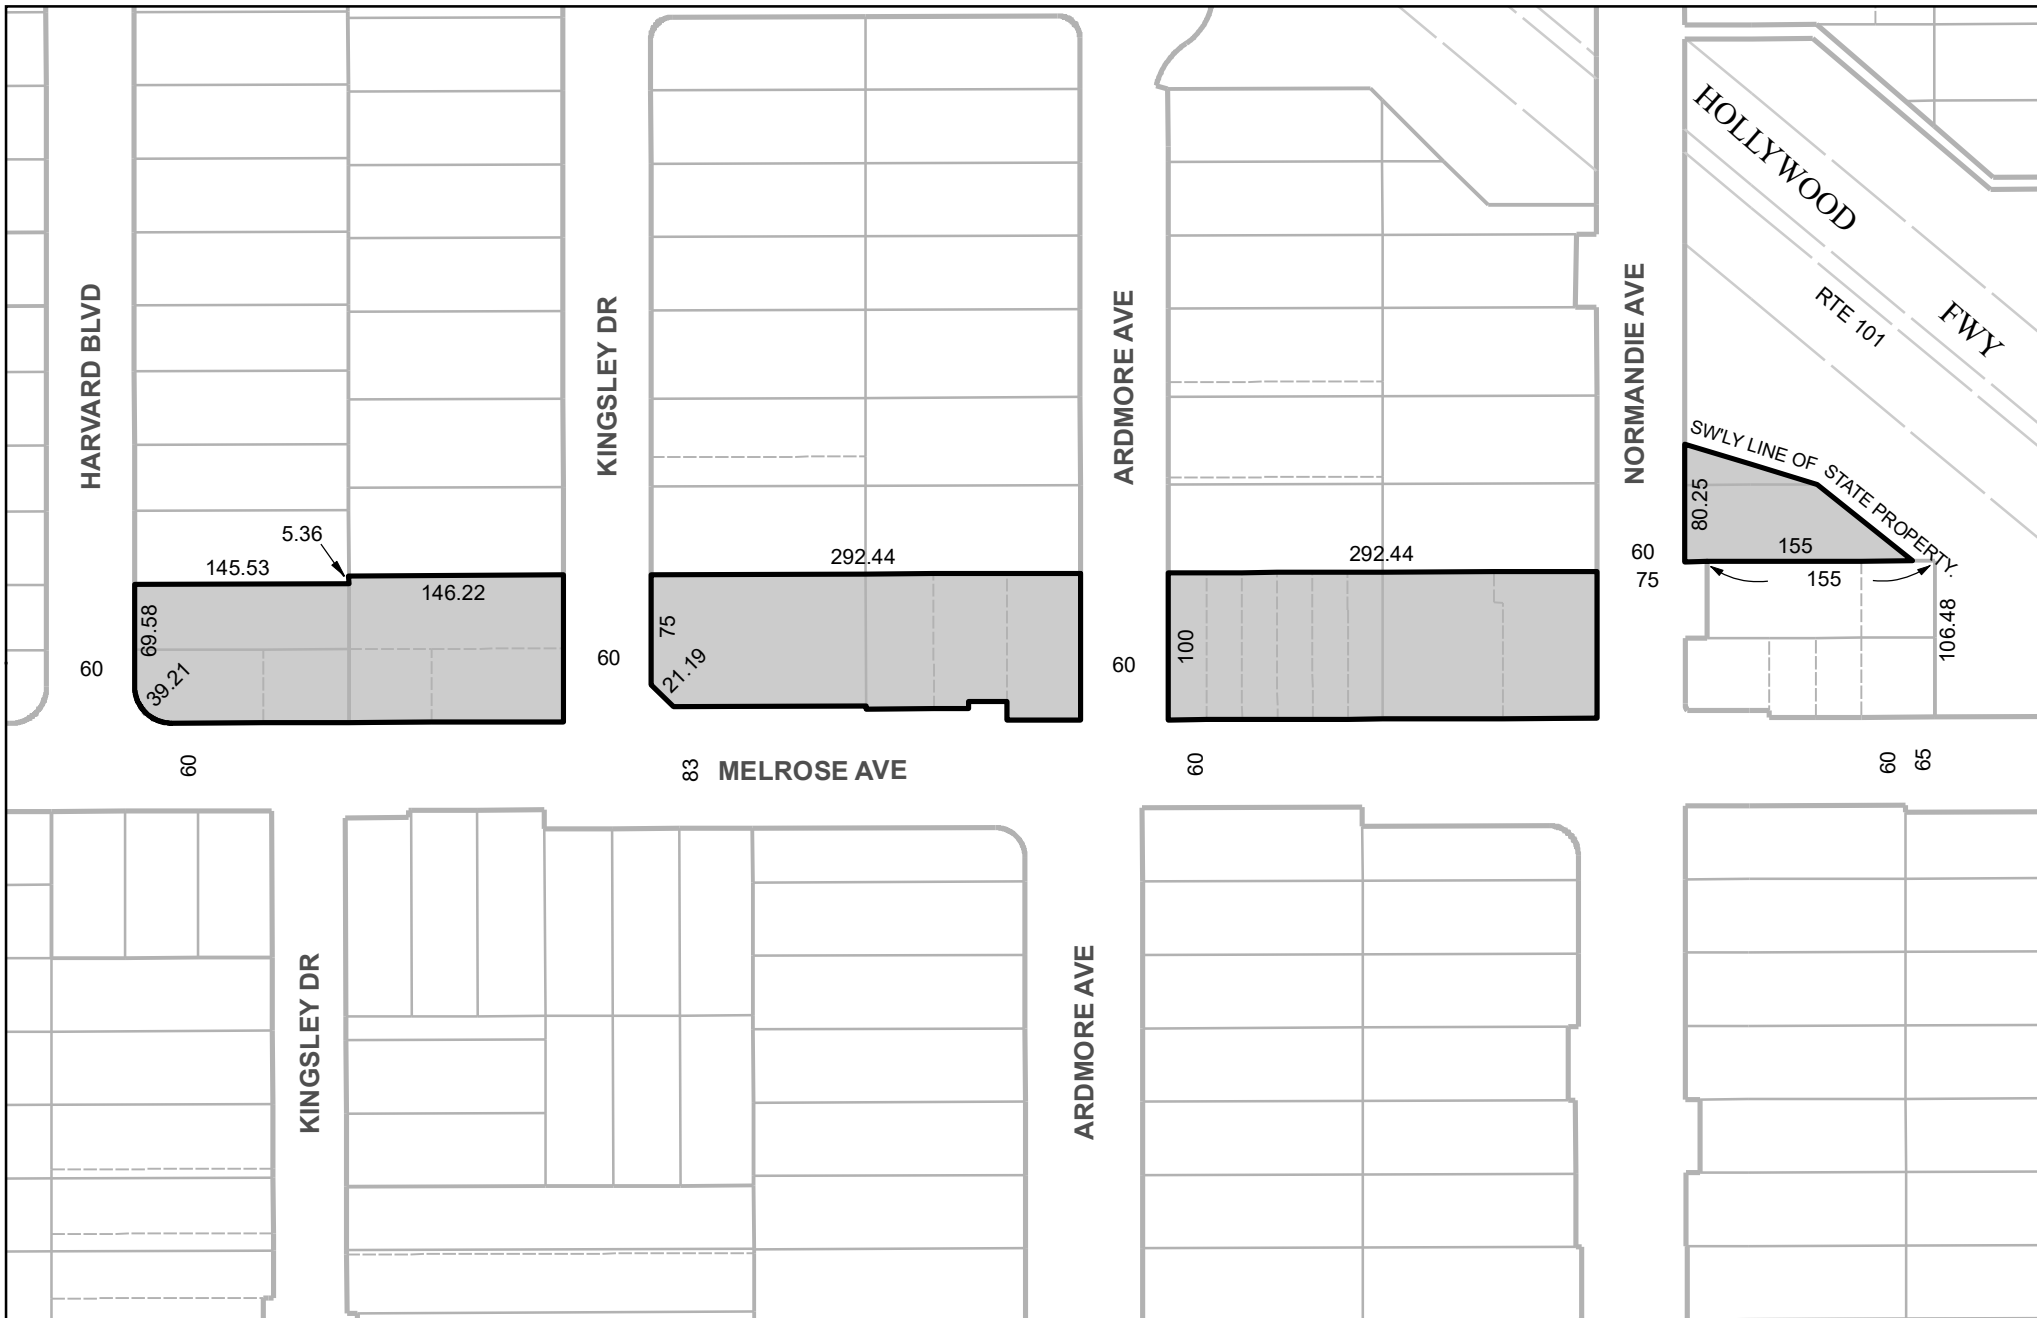 HOLLYWOOD
FWY
RTE 101
HARVARD BLVD
KINGSLEY DR
ARDMORE AVE
NORMANDIE AVE
SW'LY LINE OF STATE PROPERTY.
80.25
155
5.36
145.53
146.22
292.44
292.44
60
75
155
69.58
39.21
75
21.19
100
106.48
60
60
60
60
83
MELROSE AVE
60
60
65
KINGSLEY DR
ARDMORE AVE